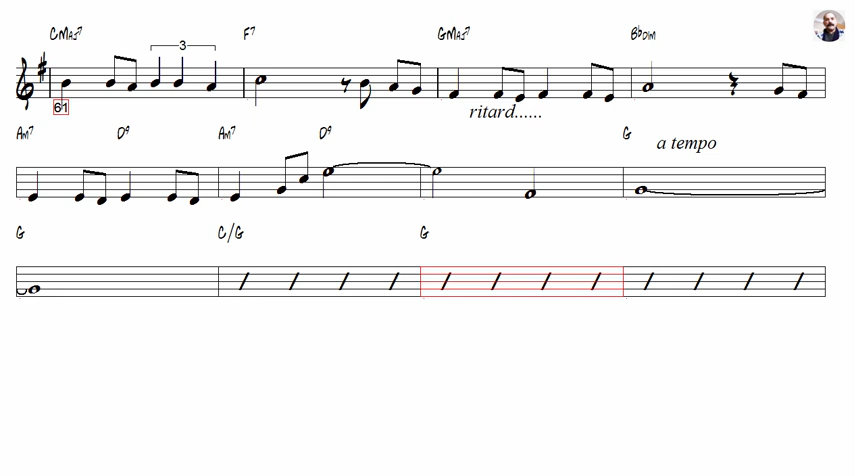 CMAJ7 F7 GMAJ7 BbDIM
3
61
ritard......
Am7 D9 Am7 D9 G
a tempo
G C/G G